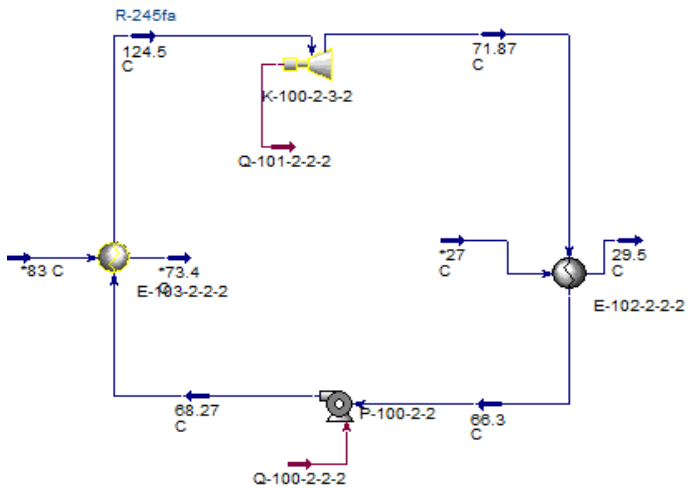 R-245fa
124.5
C
71.87
C
K-100-2-3-2
Q-101-2-2-2
*83 C
*73.4
C
E-103-2-2-2
*27
C
29.5
C
E-102-2-2-2
68.27
C
P-100-2-2
66.3
C
Q-100-2-2-2